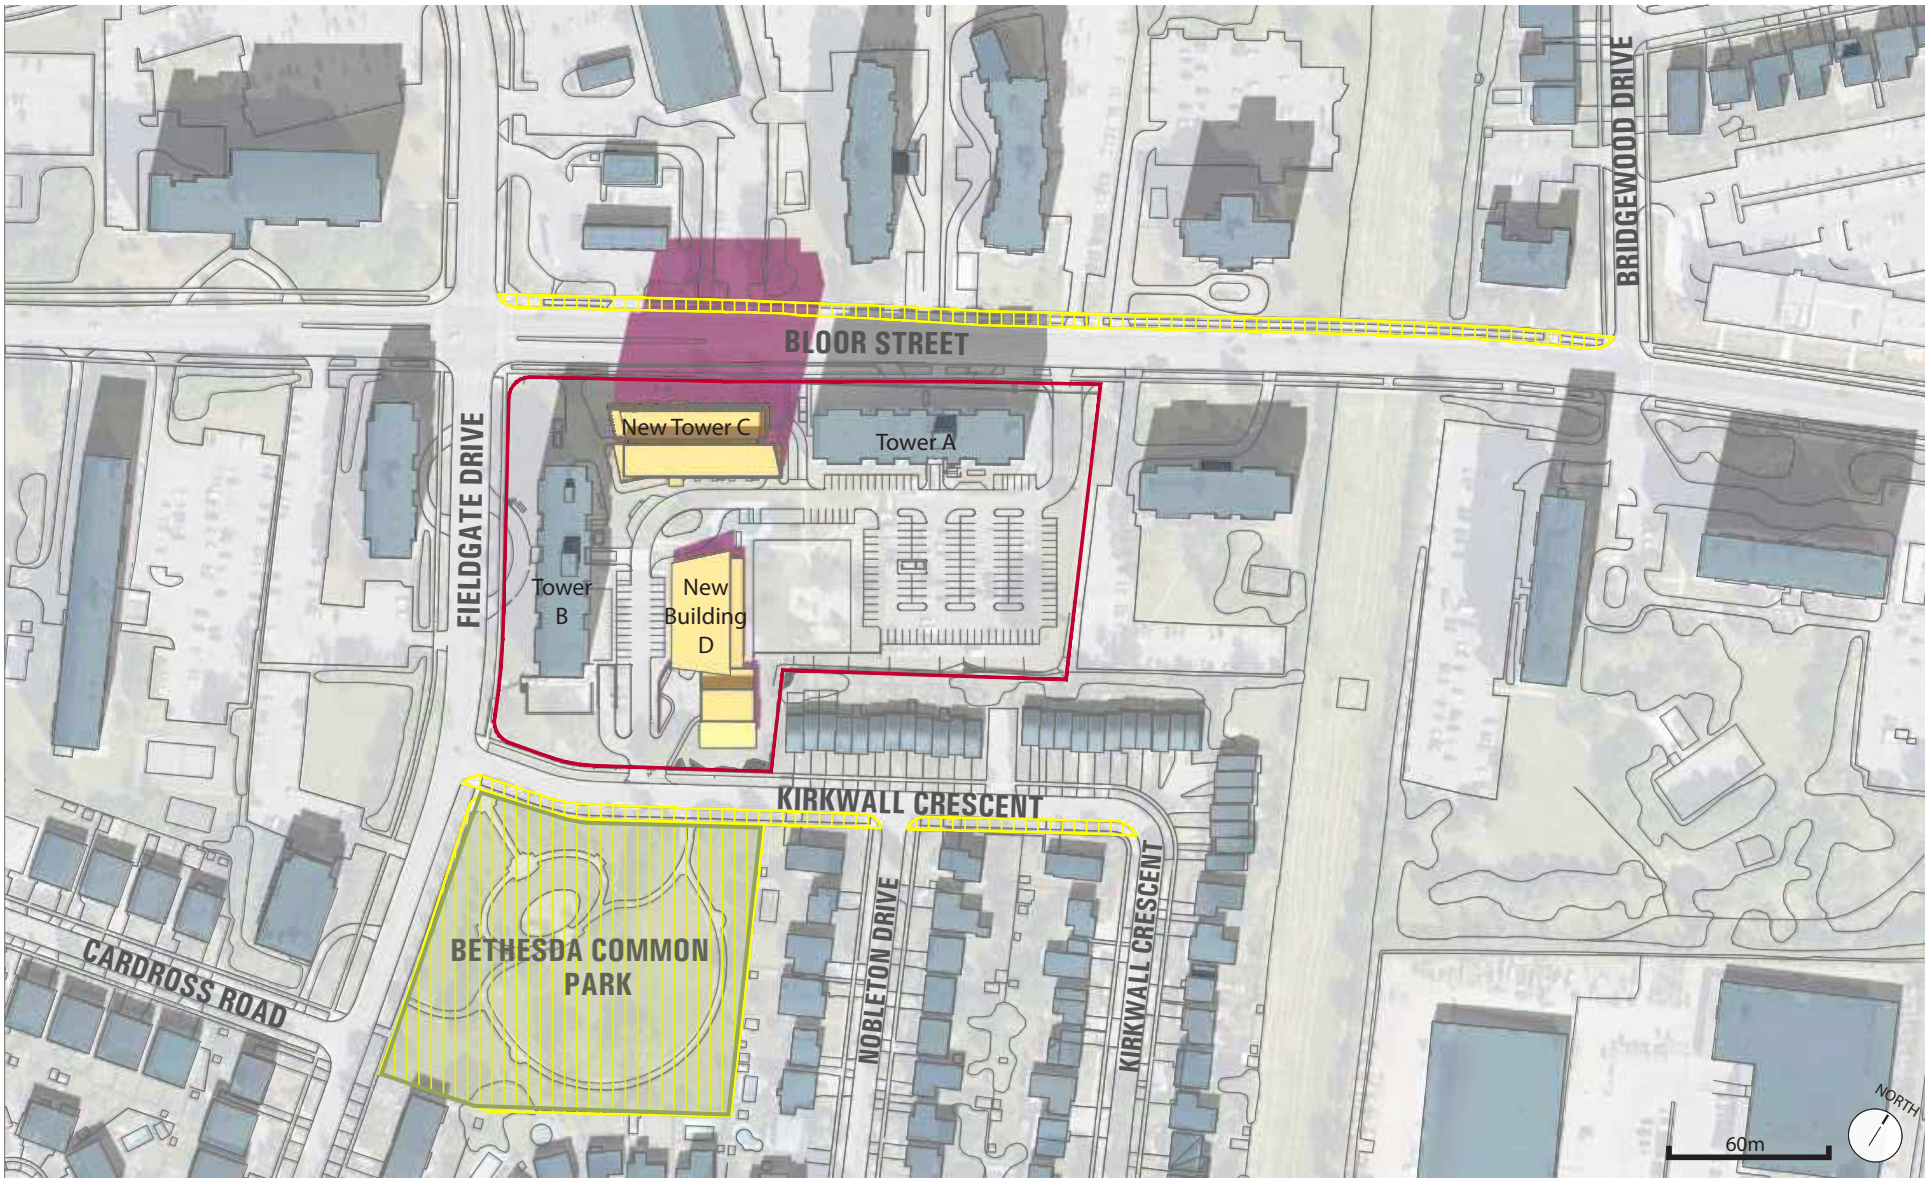 BRIDGEWOOD DRIVE
BLOOR STREET
FIELDGATE DRIVE
New Tower C
Tower A
Tower
B
New
Building
D
KIRKWALL CRESCENT
BETHESDA COMMON
PARK
NOBLETON DRIVE
KIRKWALL CRESCENT
CARDROSS ROAD
NORTH
60m